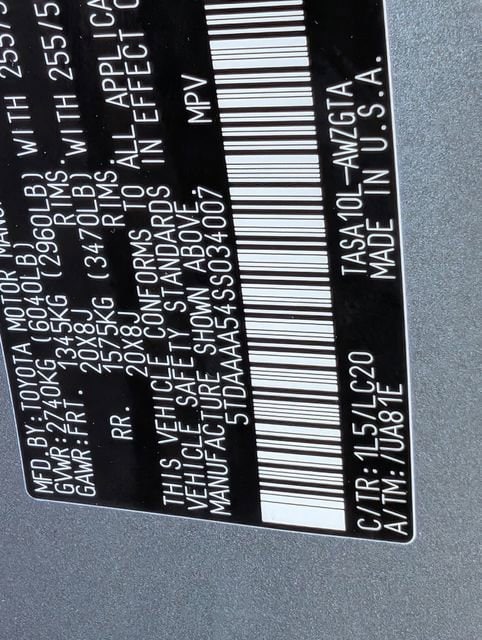 MFD. BY: TOYOTA MOTOR MANU
GVWR: 2740KG (6040LB)
GAWR: FRT. 1345KG (2960LB) WITH 255/5
20X8J RIMS.
RR. 1575KG (3470LB) WITH 255/5
20X8J RIMS.
THIS VEHICLE CONFORMS TO ALL APPLICA
VEHICLE SAFETY STANDARDS IN EFFECT O
MANUFACTURE SHOWN ABOVE.
5TDAAAA54SS034007 MPV
C/TR: 1L5/LC20 TASA10L-AWZGTA
A/TM: /UA81E MADE IN U.S.A.